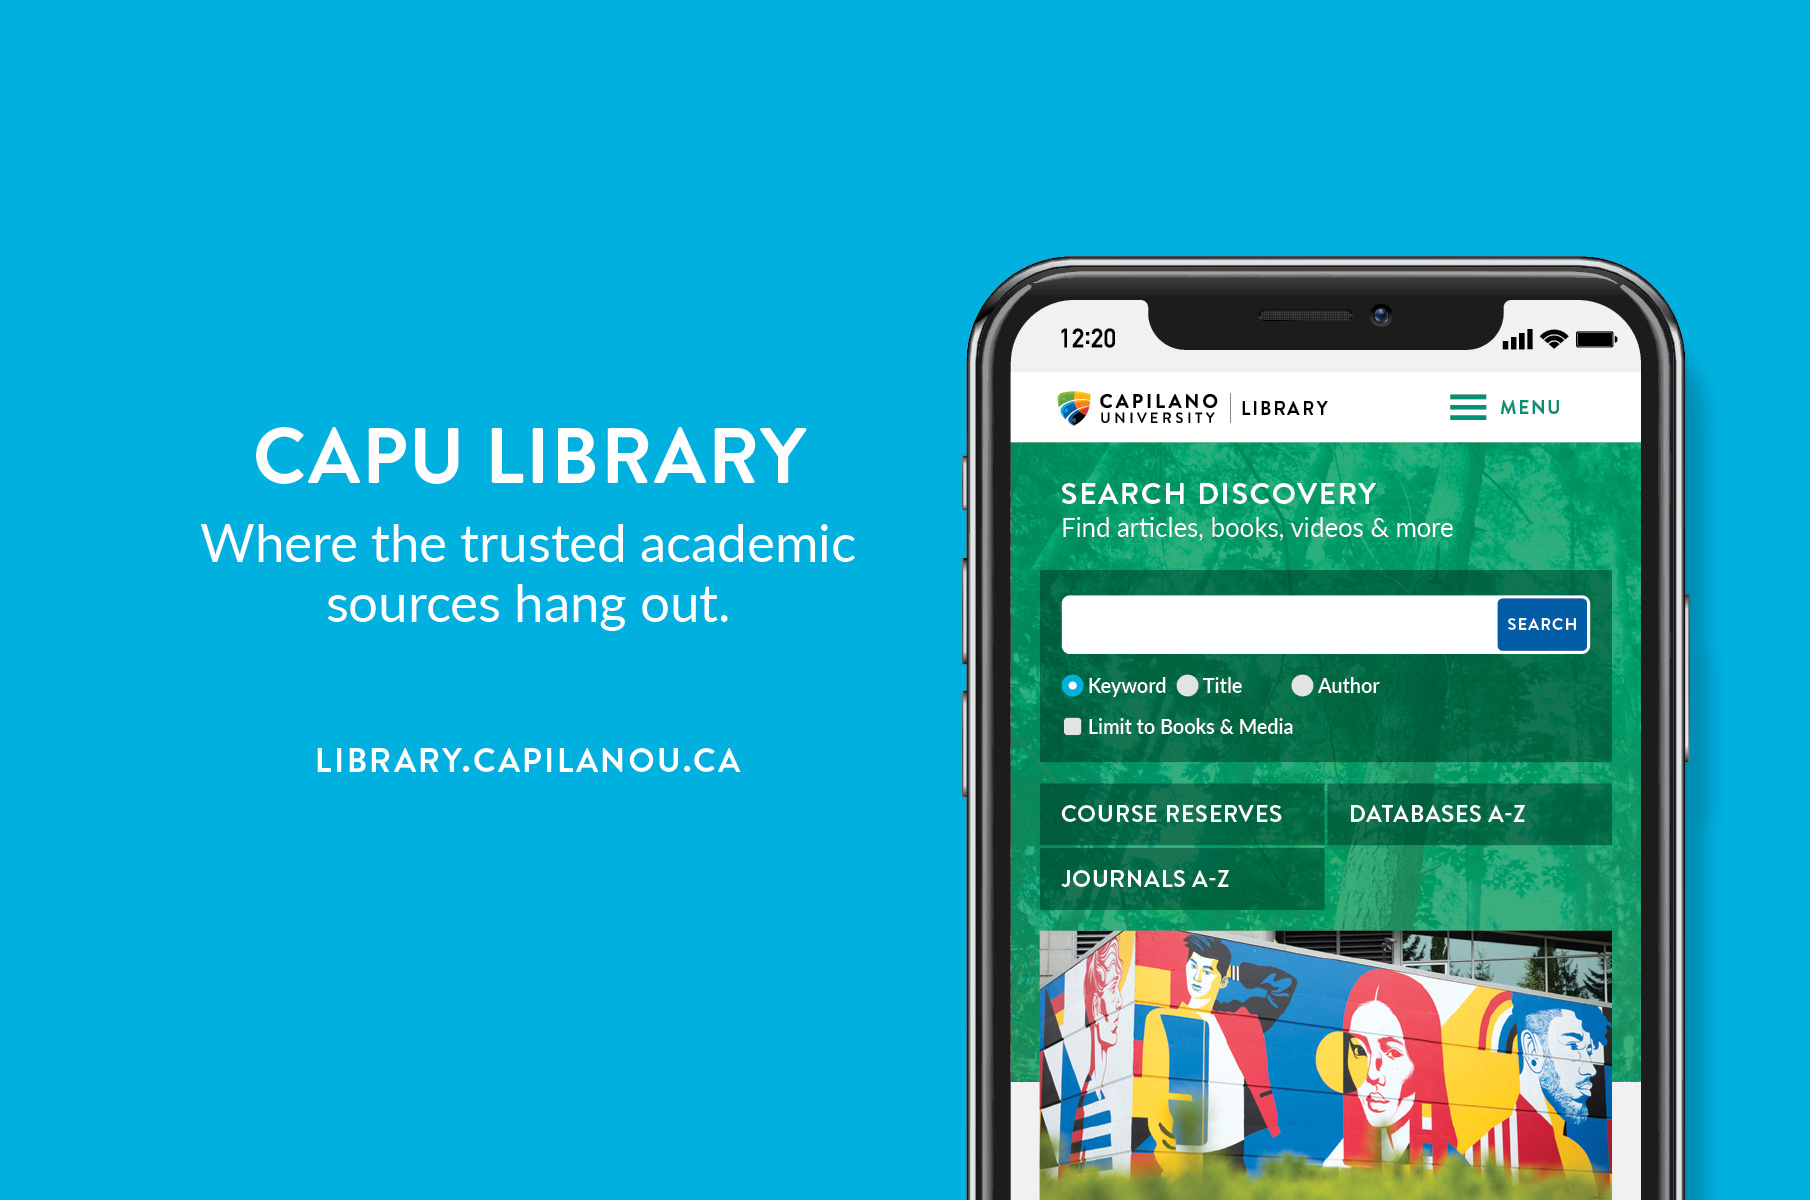 CAPU LIBRARY
Where the trusted academic
sources hang out.
LIBRARY.CAPILANOU.CA
12:20
CAPILANO
UNIVERSITY
LIBRARY
MENU
SEARCH DISCOVERY
Find articles, books, videos & more
SEARCH
Keyword Title Author
Limit to Books & Media
COURSE RESERVES
DATABASES A-Z
JOURNALS A-Z